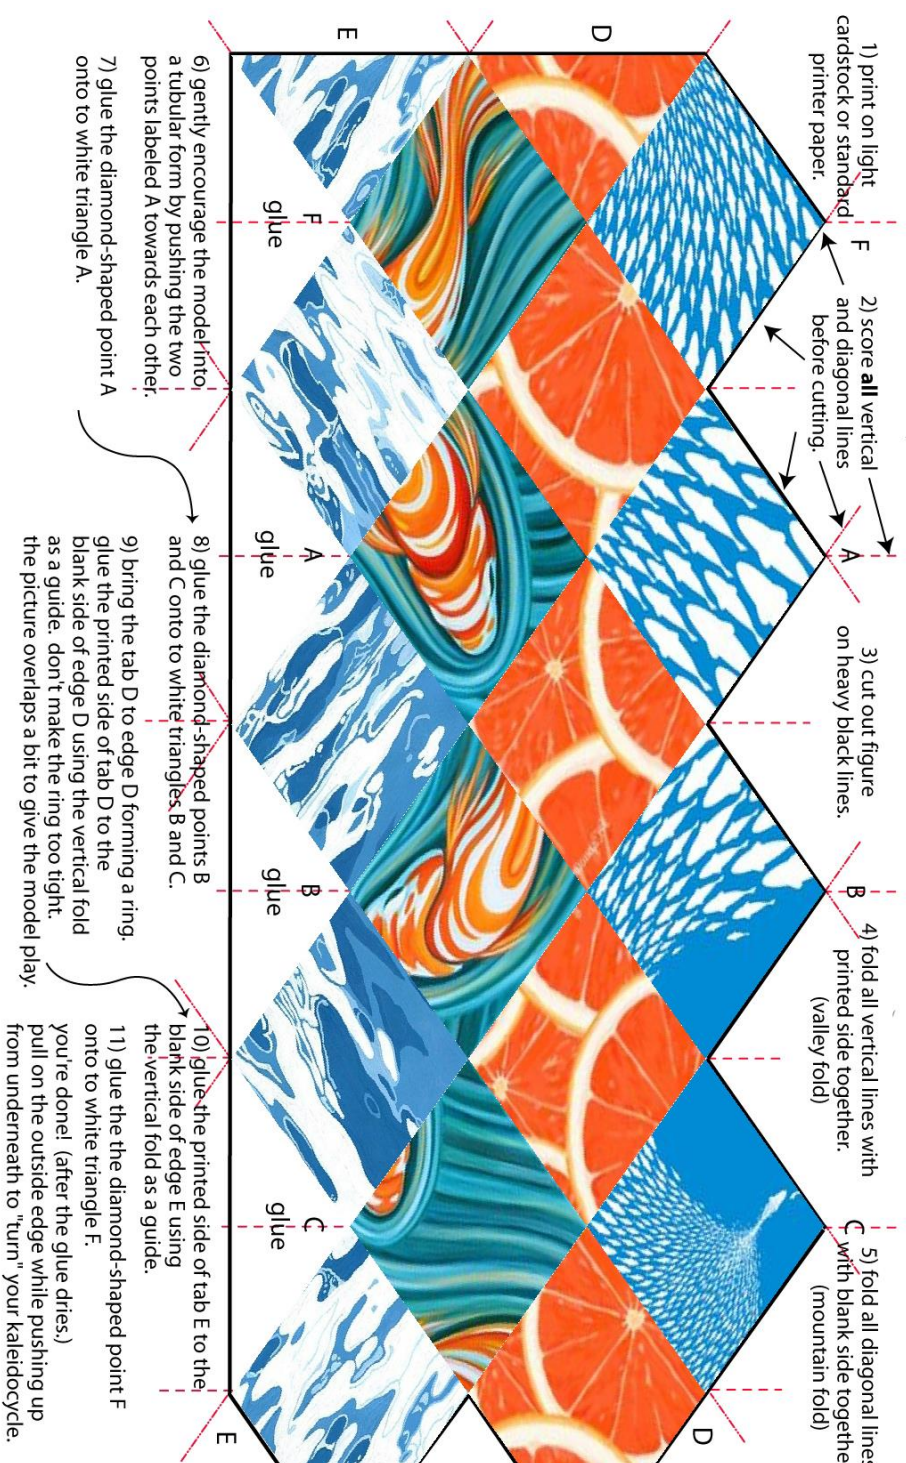 1) print on light
cardstock or standard
printer paper.
2) score all vertical
and diagonal lines
before cutting.
3) cut out figure
on heavy black lines.
4) fold all vertical lines with
printed side together.
(valley fold)
5) fold all diagonal lines
with blank side togethe
(mountain fold)
F
A
B
C
D
D
E
E
F
glue
A
glue
B
glue
C
glue
6) gently encourage the model into
a tubular form by pushing the two
points labeled A towards each other.
7) glue the diamond-shaped point A
onto to white triangle A.
8) glue the diamond-shaped points B
and C onto to white triangles B and C.
9) bring the tab D to edge D forming a ring.
glue the printed side of tab D to the
blank side of edge D using the vertical fold
as a guide. don't make the ring too tight.
the picture overlaps a bit to give the model play.
10) glue the printed side of tab E to the
blank side of edge E using
the vertical fold as a guide.
11) glue the the diamond-shaped point F
onto to white triangle F.
you're done! (after the glue dries,)
pull on the outside edge while pushing up
from underneath to "turn" your kaleidocycle.